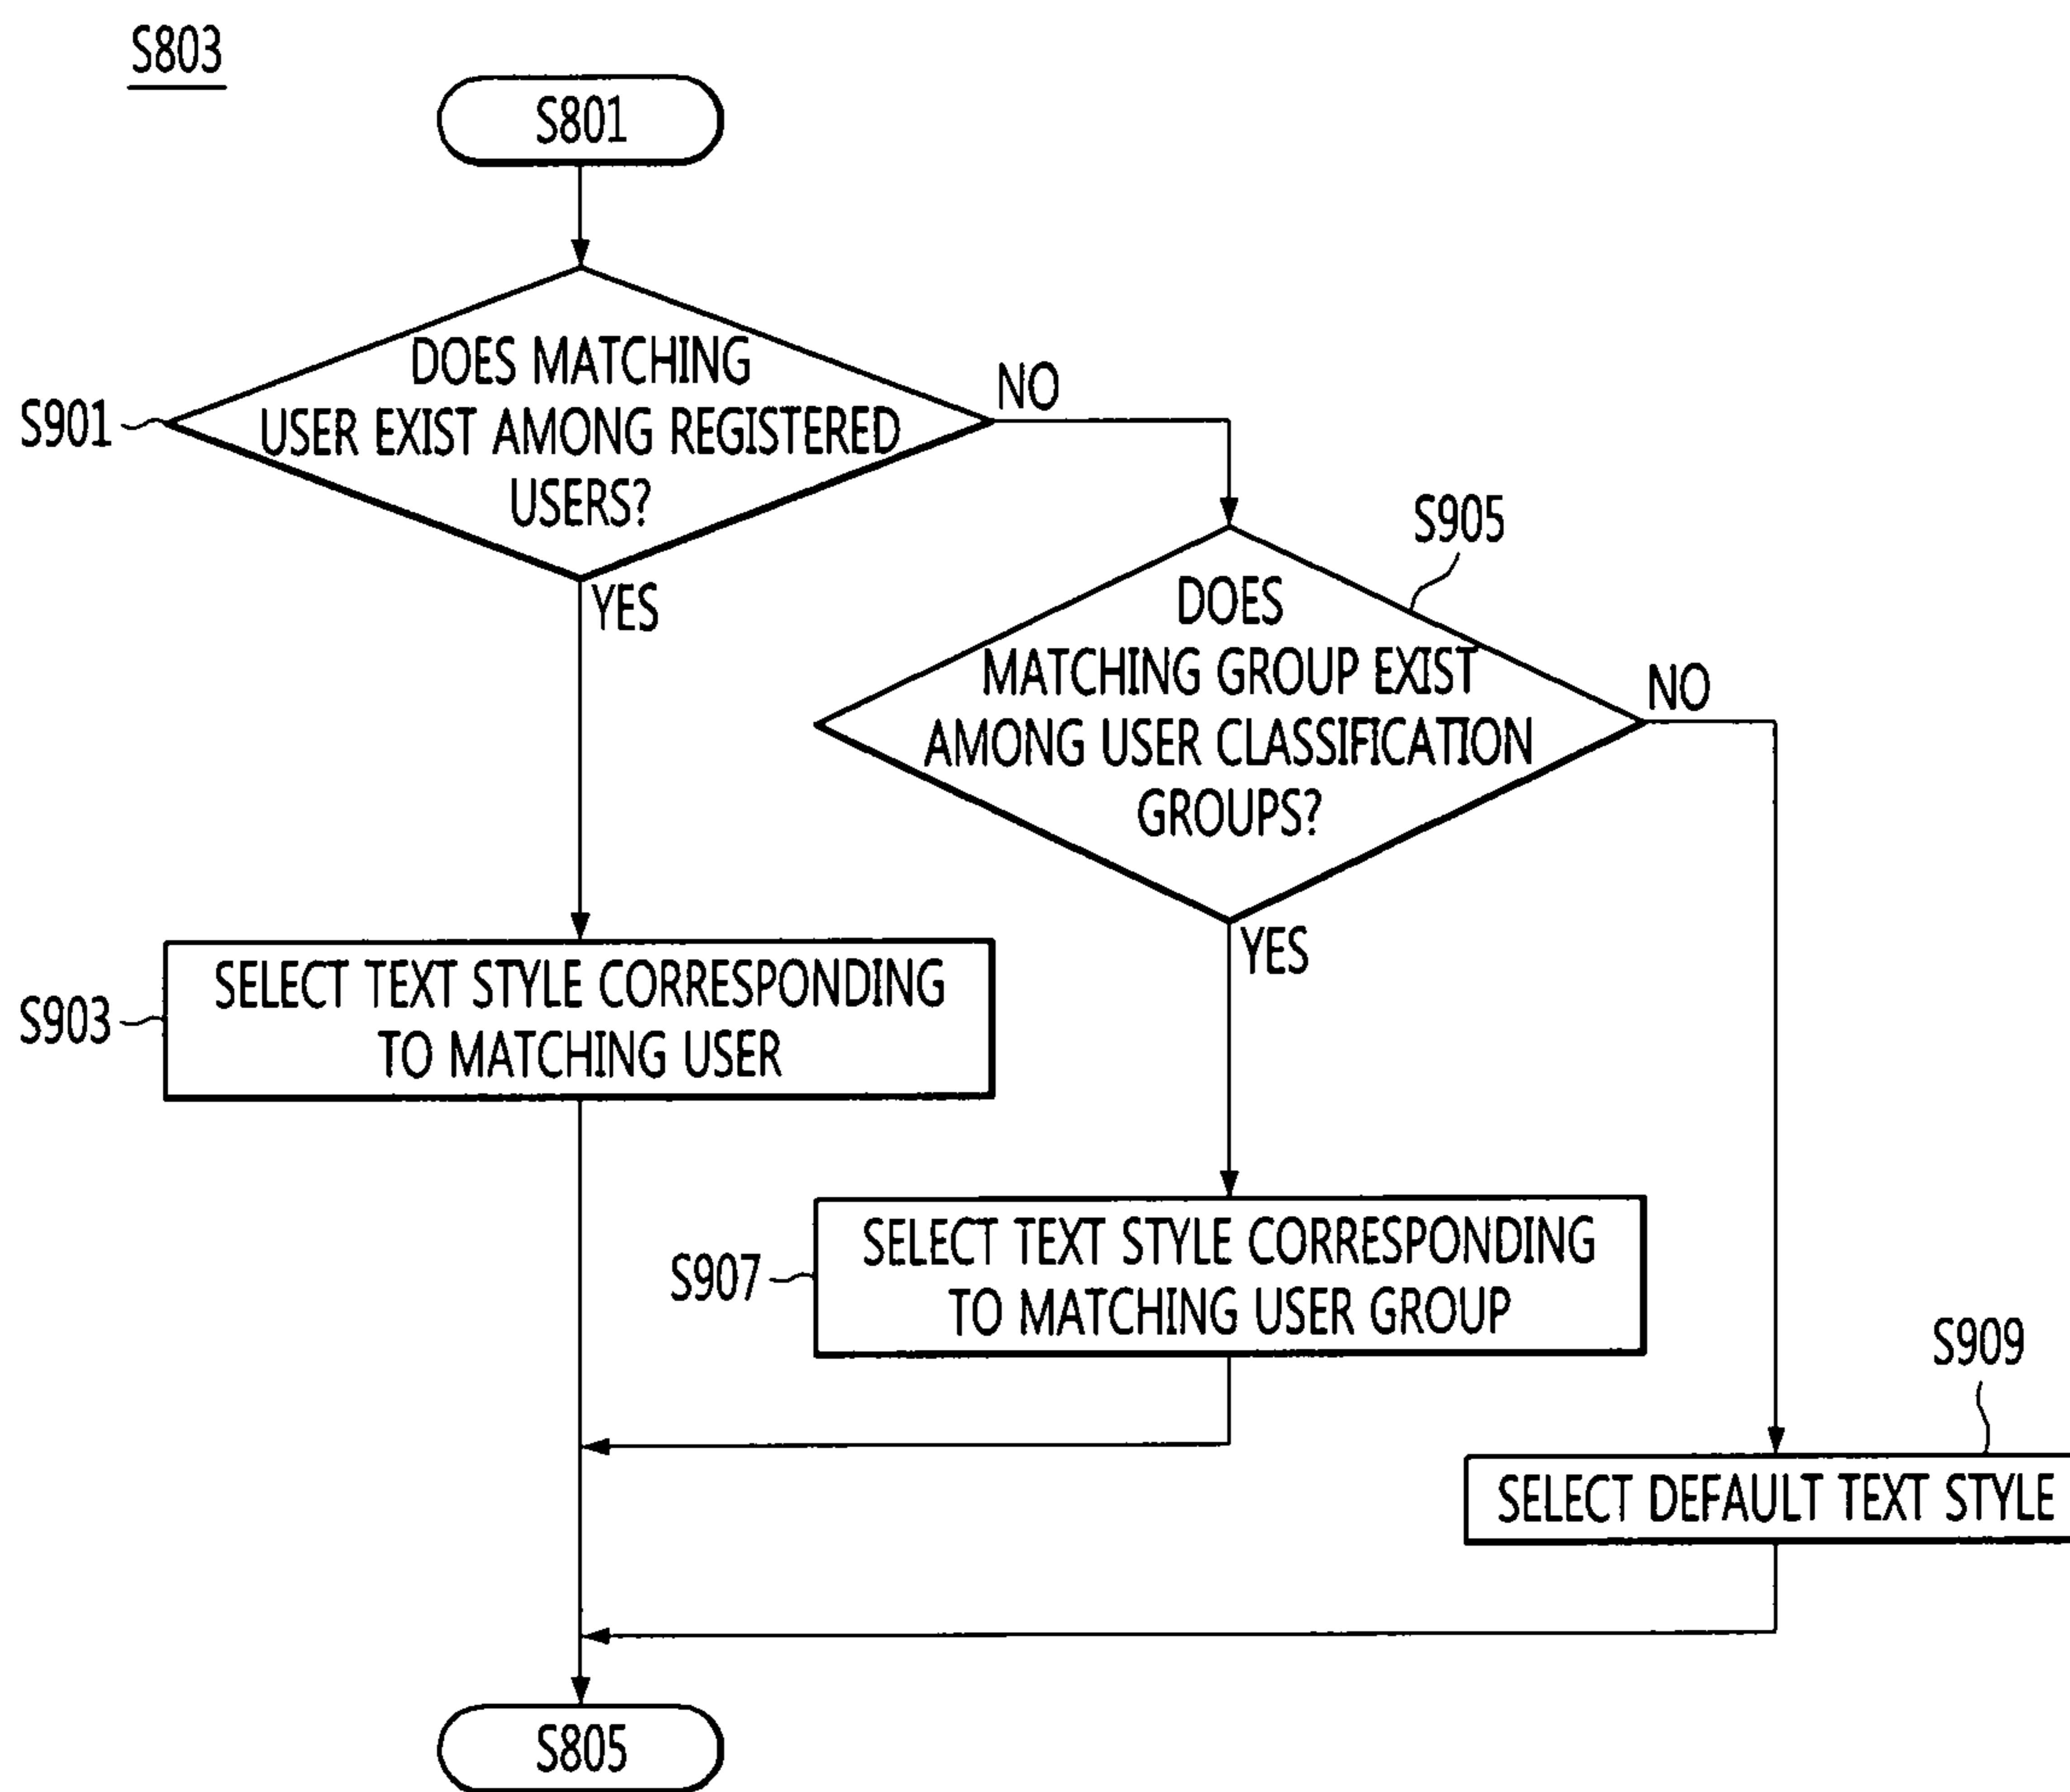 S803
S801
DOES MATCHING
USER EXIST AMONG REGISTERED
USERS?
S901
NO
YES
S905
DOES
MATCHING GROUP EXIST
AMONG USER CLASSIFICATION
GROUPS?
NO
YES
SELECT TEXT STYLE CORRESPONDING
TO MATCHING USER
S903
SELECT TEXT STYLE CORRESPONDING
TO MATCHING USER GROUP
S907
S909
SELECT DEFAULT TEXT STYLE
S805